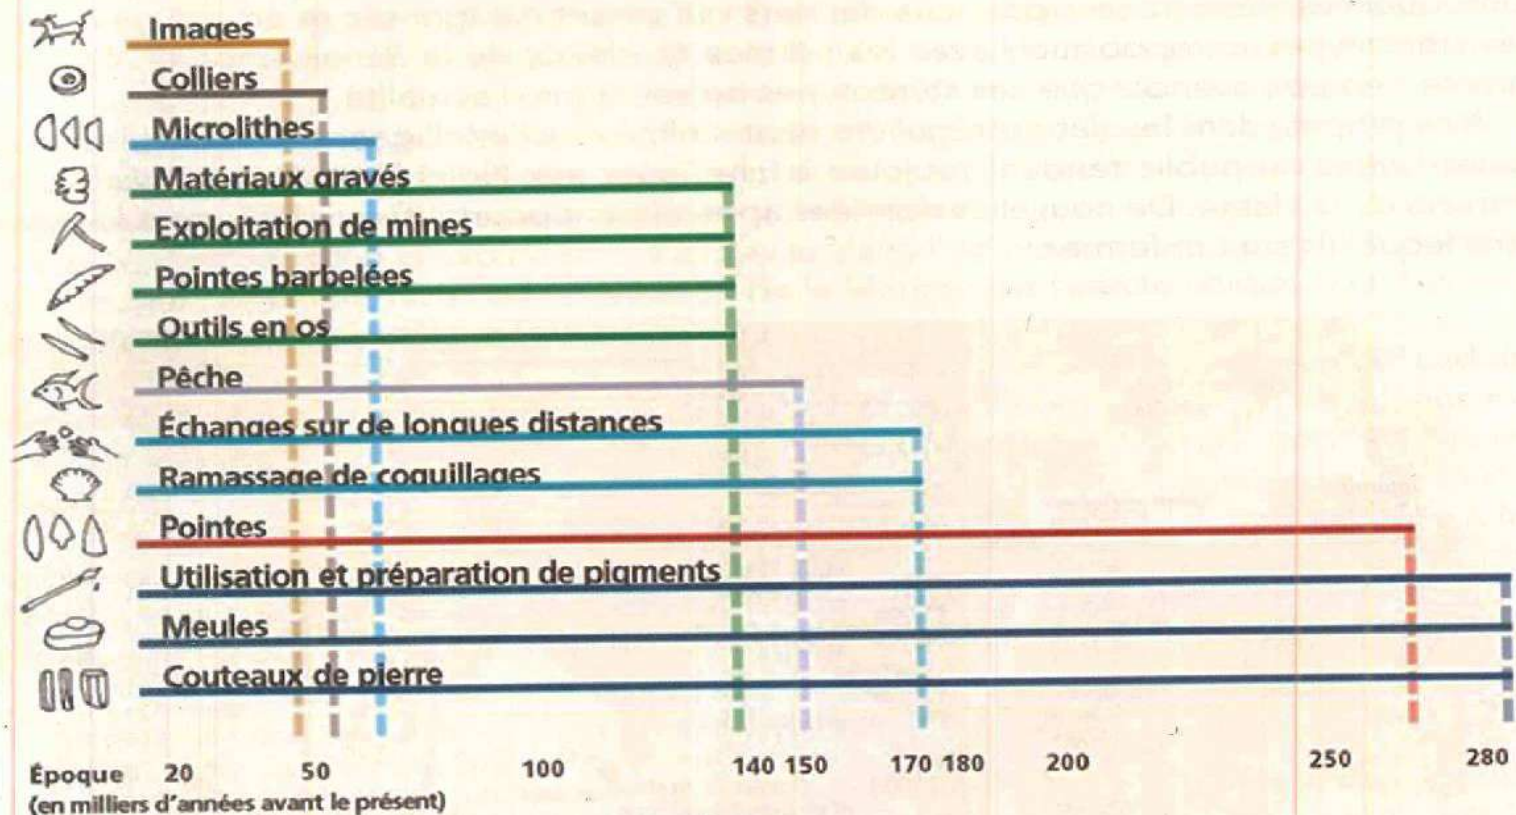 Images
Colliers
Microlithes
Matériaux gravés
Exploitation de mines
Pointes barbelées
Outils en os
Pêche
Échanges sur de longues distances
Ramassage de coquillages
Pointes
Utilisation et préparation de pigments
Meules
Couteaux de pierre
Époque 20 50 100 140 150 170 180 200 250 280
(en milliers d'années avant le présent)